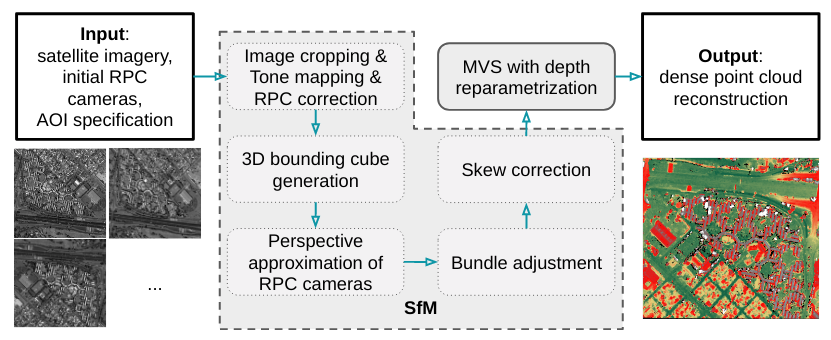 Input:
satellite imagery,
initial RPC
cameras,
AOI specification
Image cropping &
Tone mapping &
RPC correction
3D bounding cube
generation
Perspective
approximation of
RPC cameras
Bundle adjustment
Skew correction
SfM
MVS with depth
reparametrization
Output:
dense point cloud
reconstruction
...